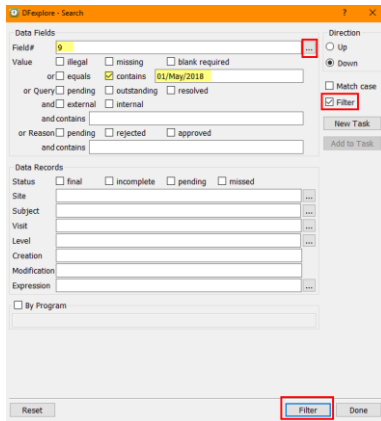 DFexplore - Search ? ×
Data Fields Direction
Field# 9 ... Up
Value illegal missing blank required Down
or equals contains 01/May/2018
or Query pending outstanding resolved Match case
and external internal Filter
and contains New Task
or Reason pending rejected approved
and contains Add to Task
Data Records
Status final incomplete pending missed
Site ...
Subject ...
Visit ...
Level ...
Creation
Modification
Expression ...
By Program
Reset Filter Done